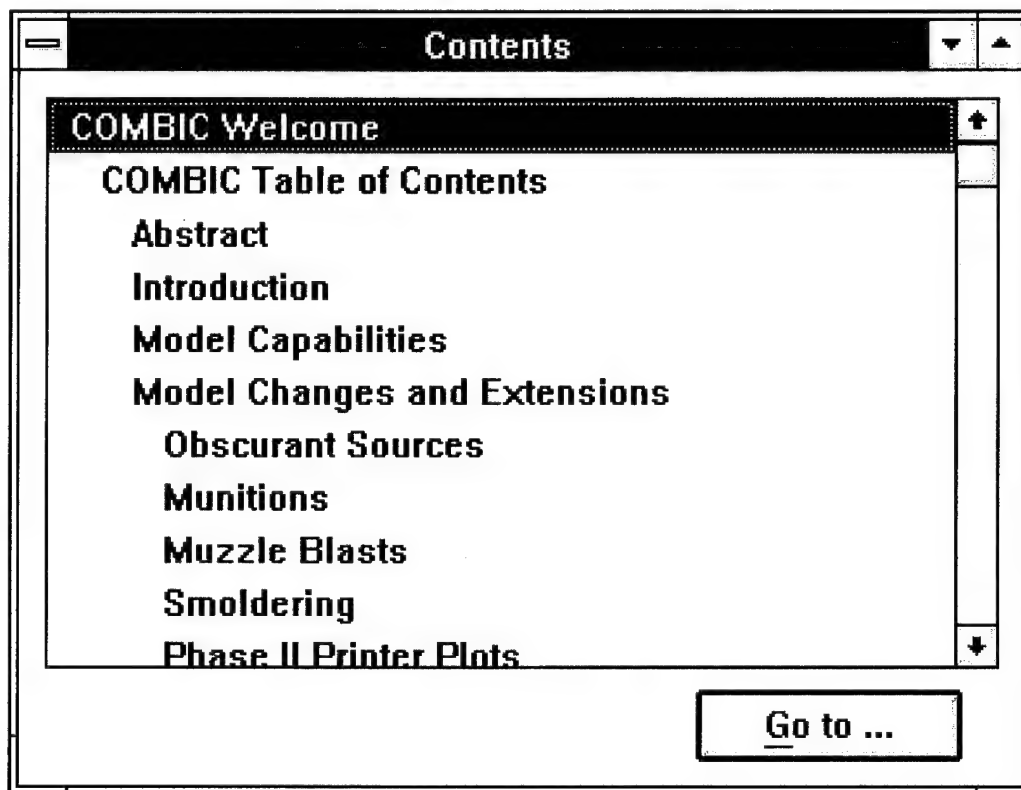 Contents
COMBIC Welcome
COMBIC Table of Contents
Abstract
Introduction
Model Capabilities
Model Changes and Extensions
Obscurant Sources
Munitions
Muzzle Blasts
Smoldering
Phase II Printer Plots
Go to ...